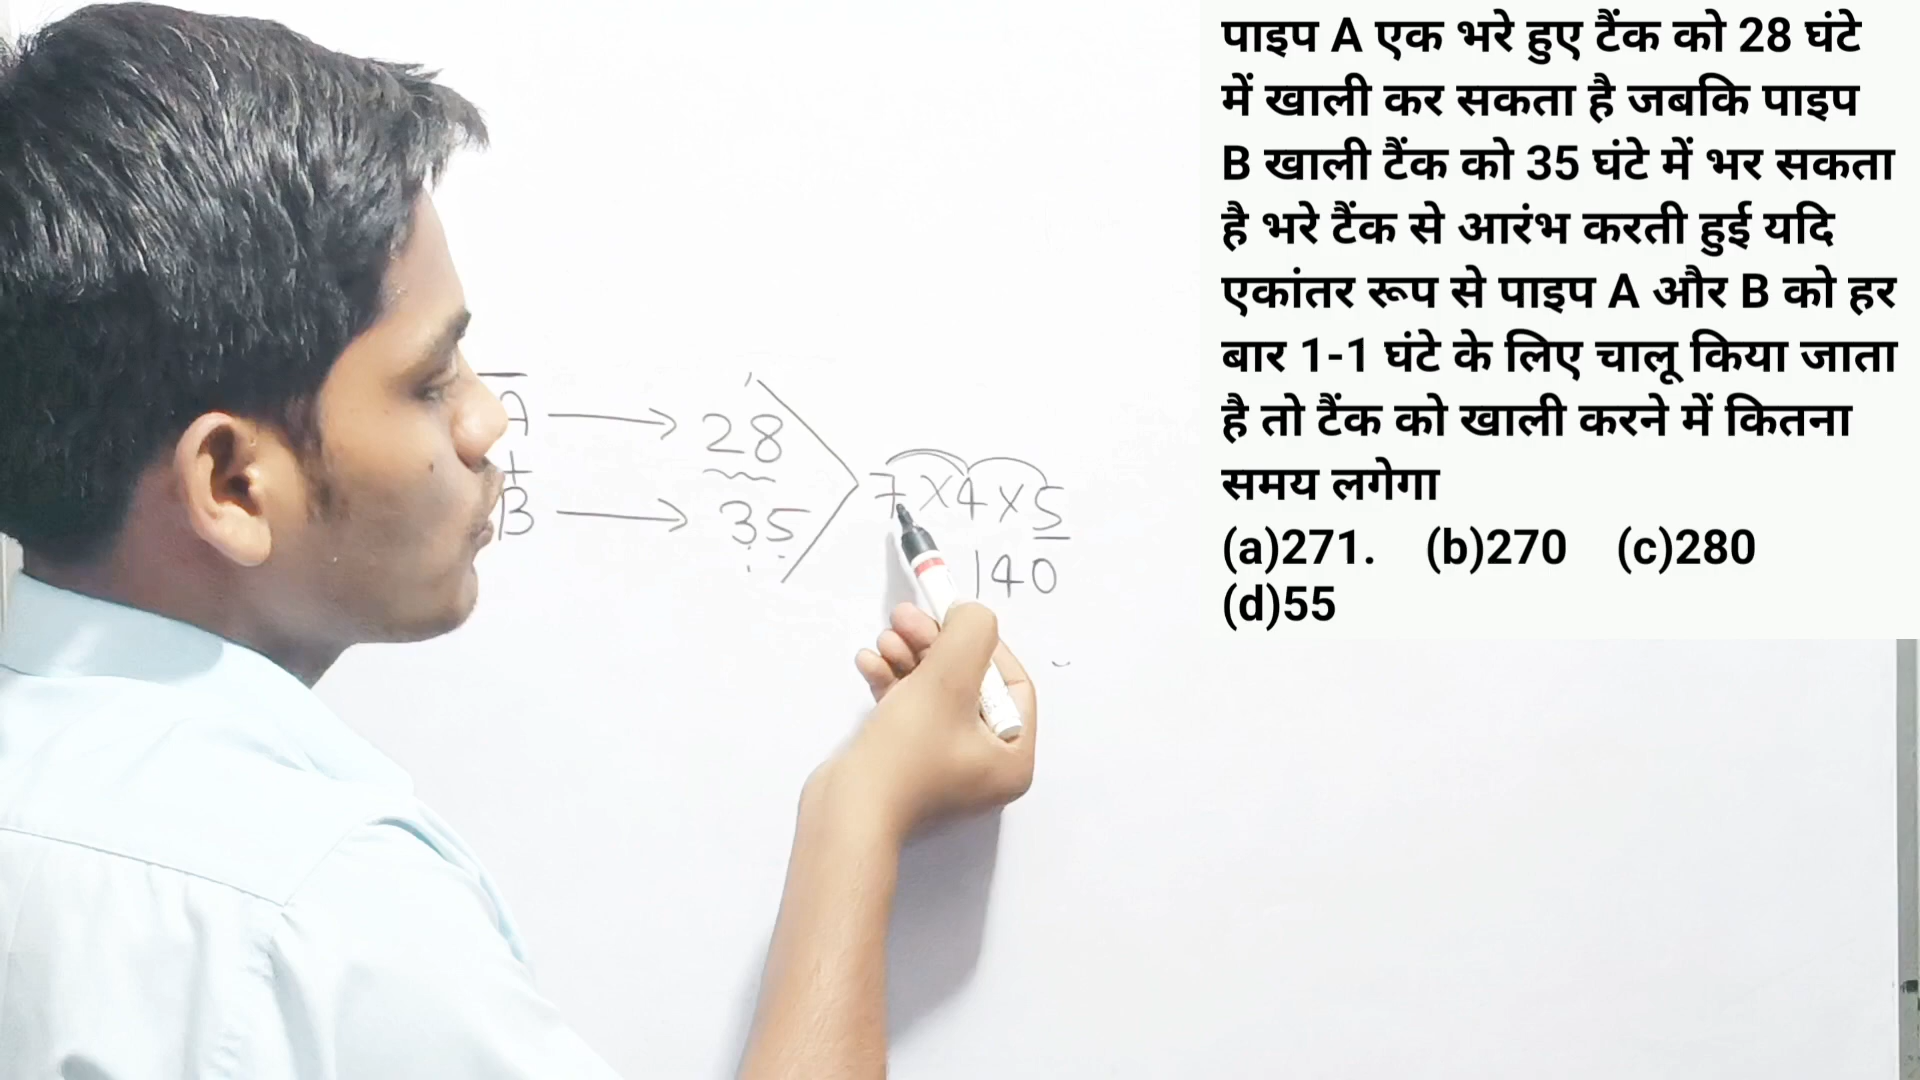 पाइप A एक भरे हुए टैंक को 28 घंटे
में खाली कर सकता है जबकि पाइप
B खाली टैंक को 35 घंटे में भर सकता
है भरे टैंक से आरंभ करती हुई यदि
एकांतर रूप से पाइप A और B को हर
बार 1-1 घंटे के लिए चालू किया जाता
है तो टैंक को खाली करने में कितना
समय लगेगा
(a)271. (b)270 (c)280
(d)55
A → 28
+
B → 35
7×4×5
140